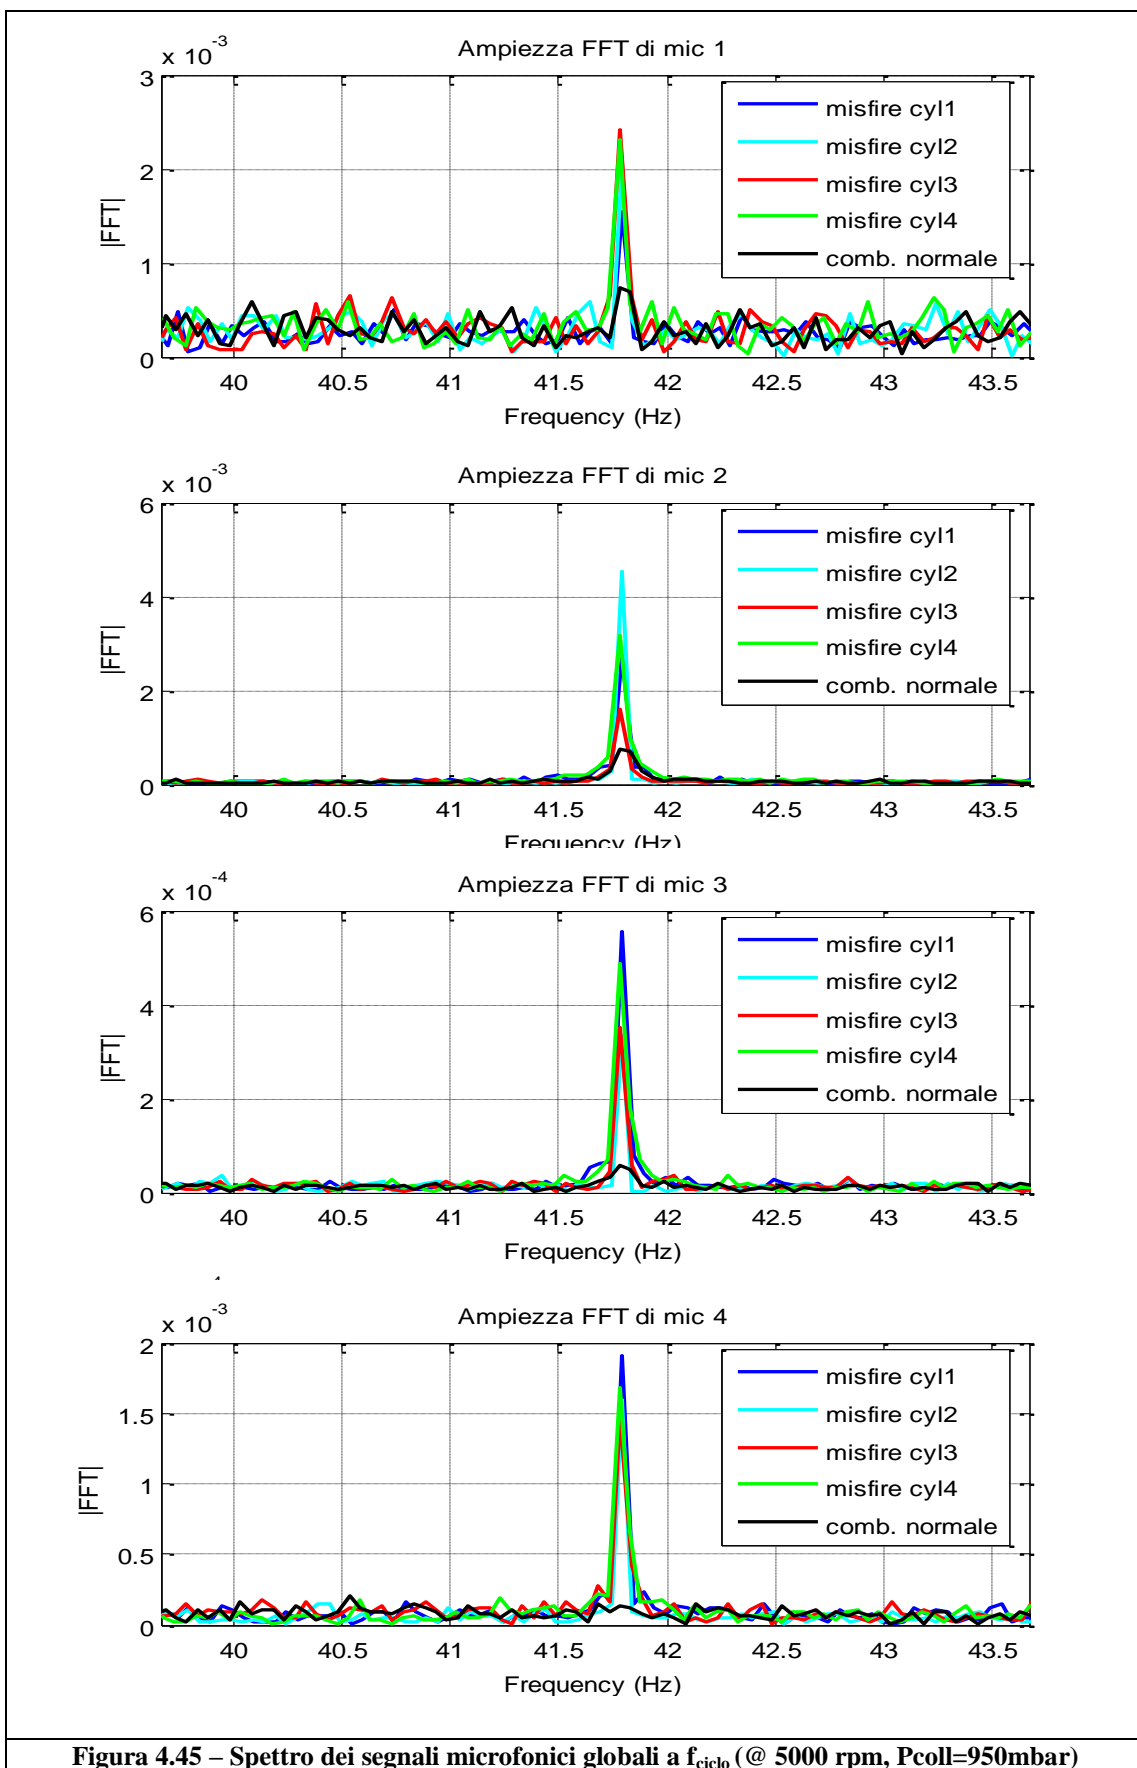 x 10-3
Ampiezza FFT di mic 1
3
2
1
0
|FFT|
misfire cyl1
misfire cyl2
misfire cyl3
misfire cyl4
comb. normale
40 40.5 41 41.5 42 42.5 43 43.5
Frequency (Hz)
x 10-3
Ampiezza FFT di mic 2
6
4
2
0
|FFT|
misfire cyl1
misfire cyl2
misfire cyl3
misfire cyl4
comb. normale
40 40.5 41 41.5 42 42.5 43 43.5
Frequency (Hz)
x 10-4
Ampiezza FFT di mic 3
6
4
2
0
|FFT|
misfire cyl1
misfire cyl2
misfire cyl3
misfire cyl4
comb. normale
40 40.5 41 41.5 42 42.5 43 43.5
Frequency (Hz)
x 10-3
Ampiezza FFT di mic 4
2
1.5
1
0.5
0
|FFT|
misfire cyl1
misfire cyl2
misfire cyl3
misfire cyl4
comb. normale
40 40.5 41 41.5 42 42.5 43 43.5
Frequency (Hz)
Figura 4.45 – Spettro dei segnali microfonici globali a fciclo (@ 5000 rpm, Pcoll=950mbar)